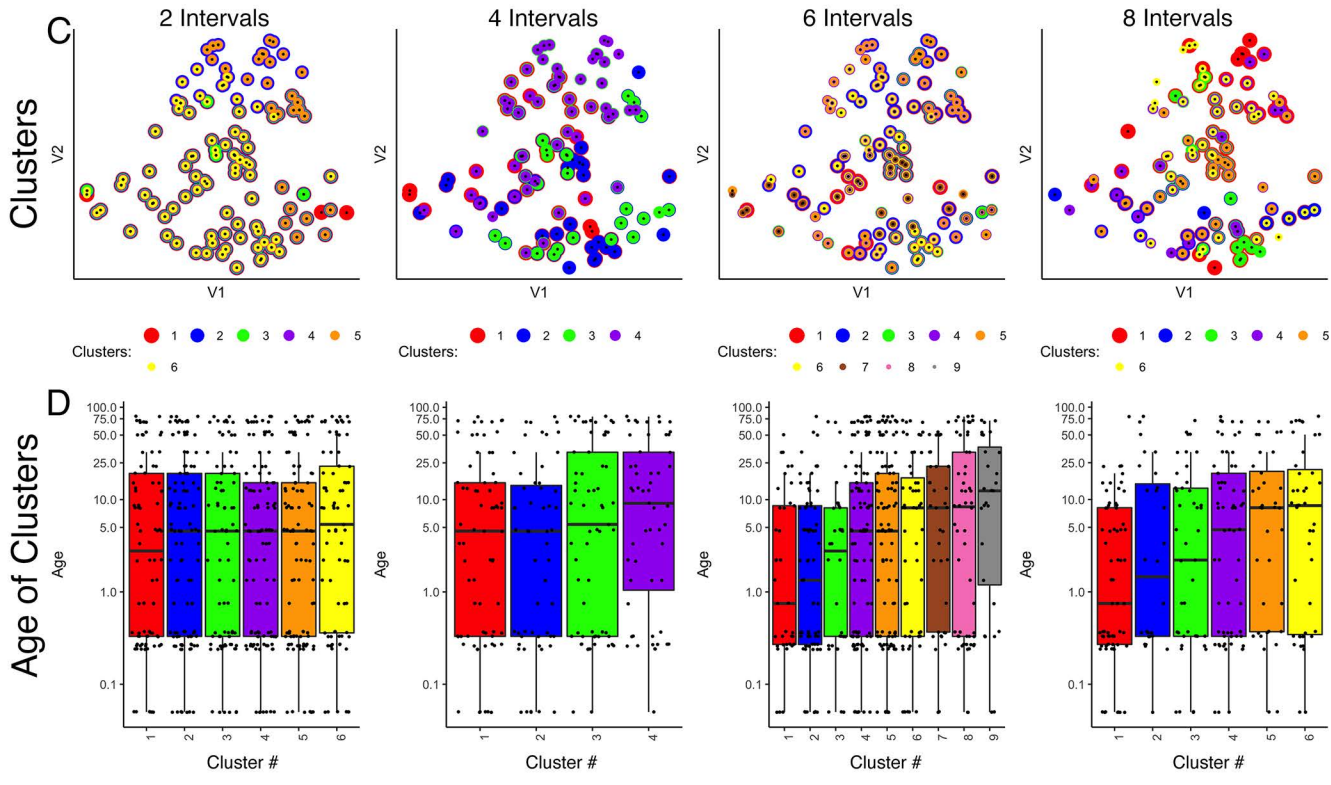 C
2 Intervals
4 Intervals
6 Intervals
8 Intervals
Clusters
V2
V2
V2
V2
V1
V1
V1
V1
Clusters: 1 2 3 4 5
6
Clusters: 1 2 3 4
Clusters: 1 2 3 4 5
6 7 8 9
Clusters: 1 2 3 4 5
6
D
Age of Clusters
Age
100.0
75.0
50.0
25.0
10.0
5.0
1.0
0.1
1 2 3 4 5 6
Cluster #
Age
100.0
75.0
50.0
25.0
10.0
5.0
1.0
0.1
1 2 3 4
Cluster #
Age
100.0
75.0
50.0
25.0
10.0
5.0
1.0
0.1
1 2 3 4 5 6 7 8 9
Cluster #
Age
100.0
75.0
50.0
25.0
10.0
5.0
1.0
0.1
1 2 3 4 5 6
Cluster #